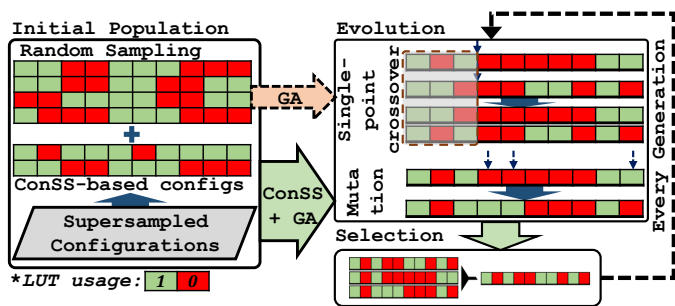 Initial Population
Random Sampling
+
ConSS-based configs
Supersampled
Configurations
*LUT usage: 1 0
GA
ConSS
+ GA
Evolution
Single-
point
crossover
Muta
tion
Every Generation
Selection